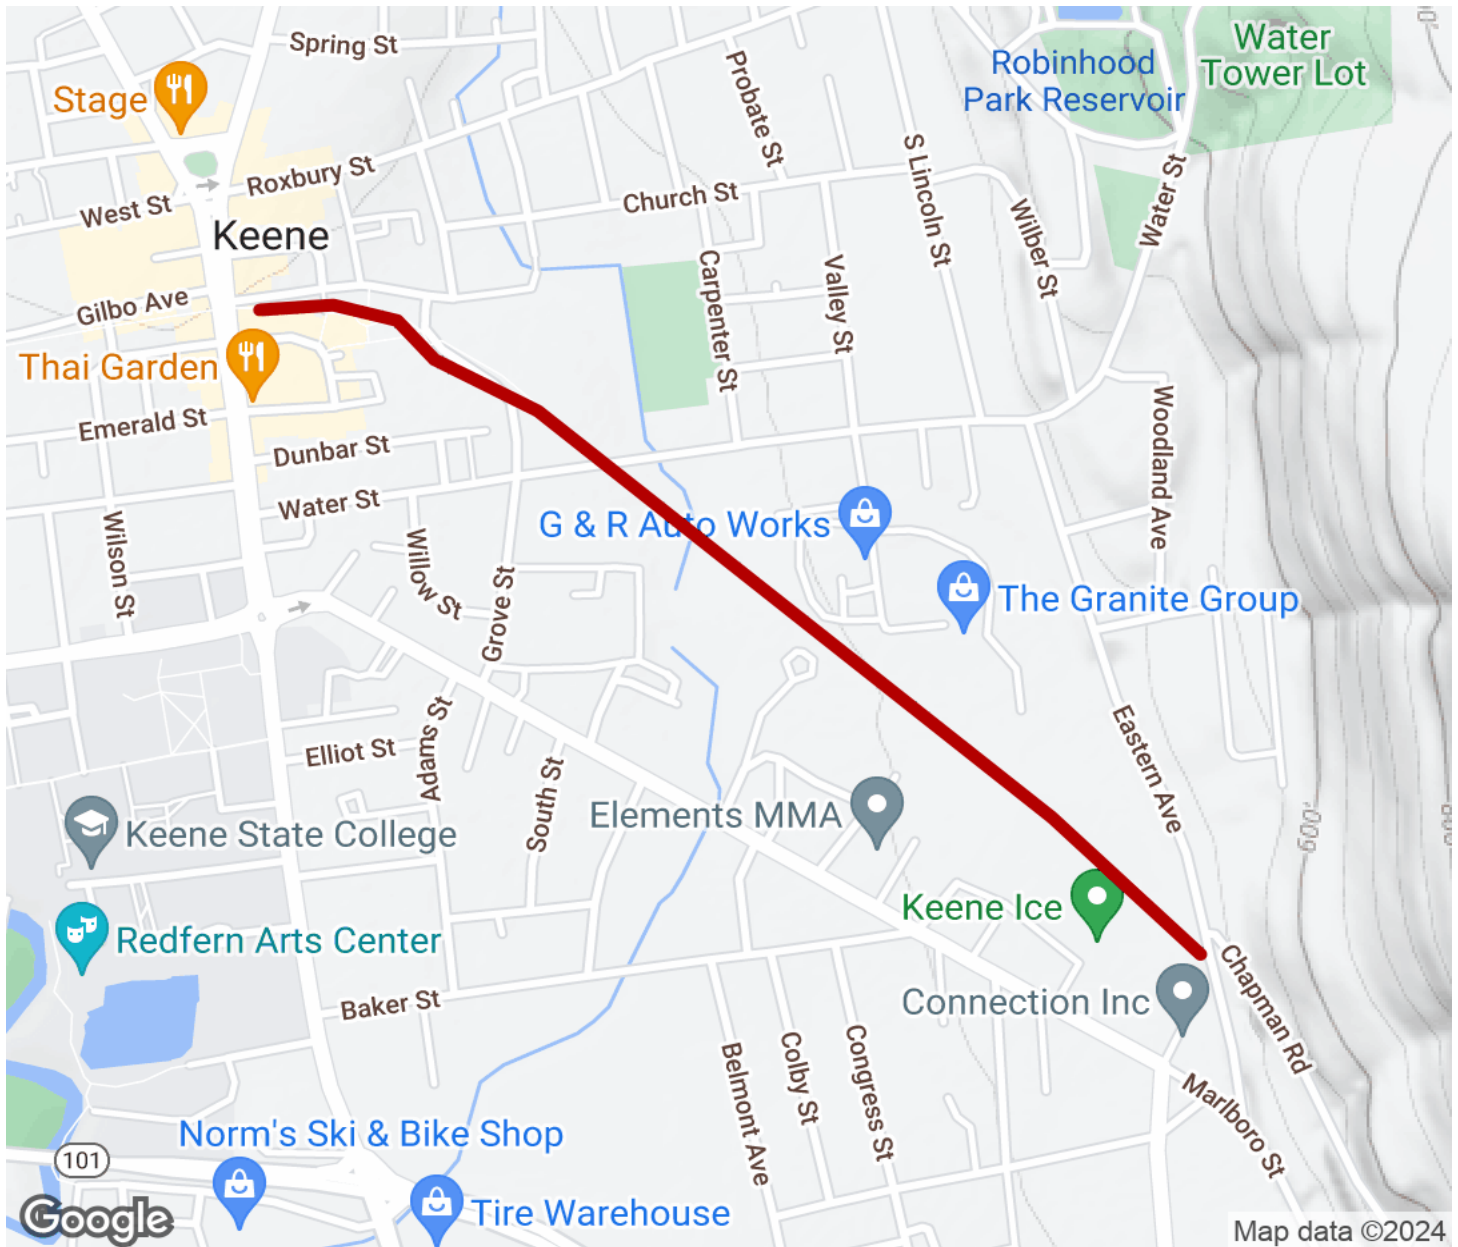 Spring St
Stage
Probate St
Robinhood
Park Reservoir
Water
Tower Lot
Roxbury St
West St
Church St
S Lincoln St
Wilber St
Water St
Keene
Carpenter St
Valley St
Gilbo Ave
Thai Garden
Emerald St
Dunbar St
Water St
Woodland Ave
Wilson St
Willow St
Grove St
G & R Auto Works
The Granite Group
Elliot St
Adams St
South St
Eastern Ave
Elements MMA
Keene State College
600'
Redfern Arts Center
Keene Ice
Baker St
Connection Inc
Chapman Rd
Belmont Ave
Colby St
Congress St
Marlboro St
Norm's Ski & Bike Shop
101
Tire Warehouse
Google
Map data ©2024